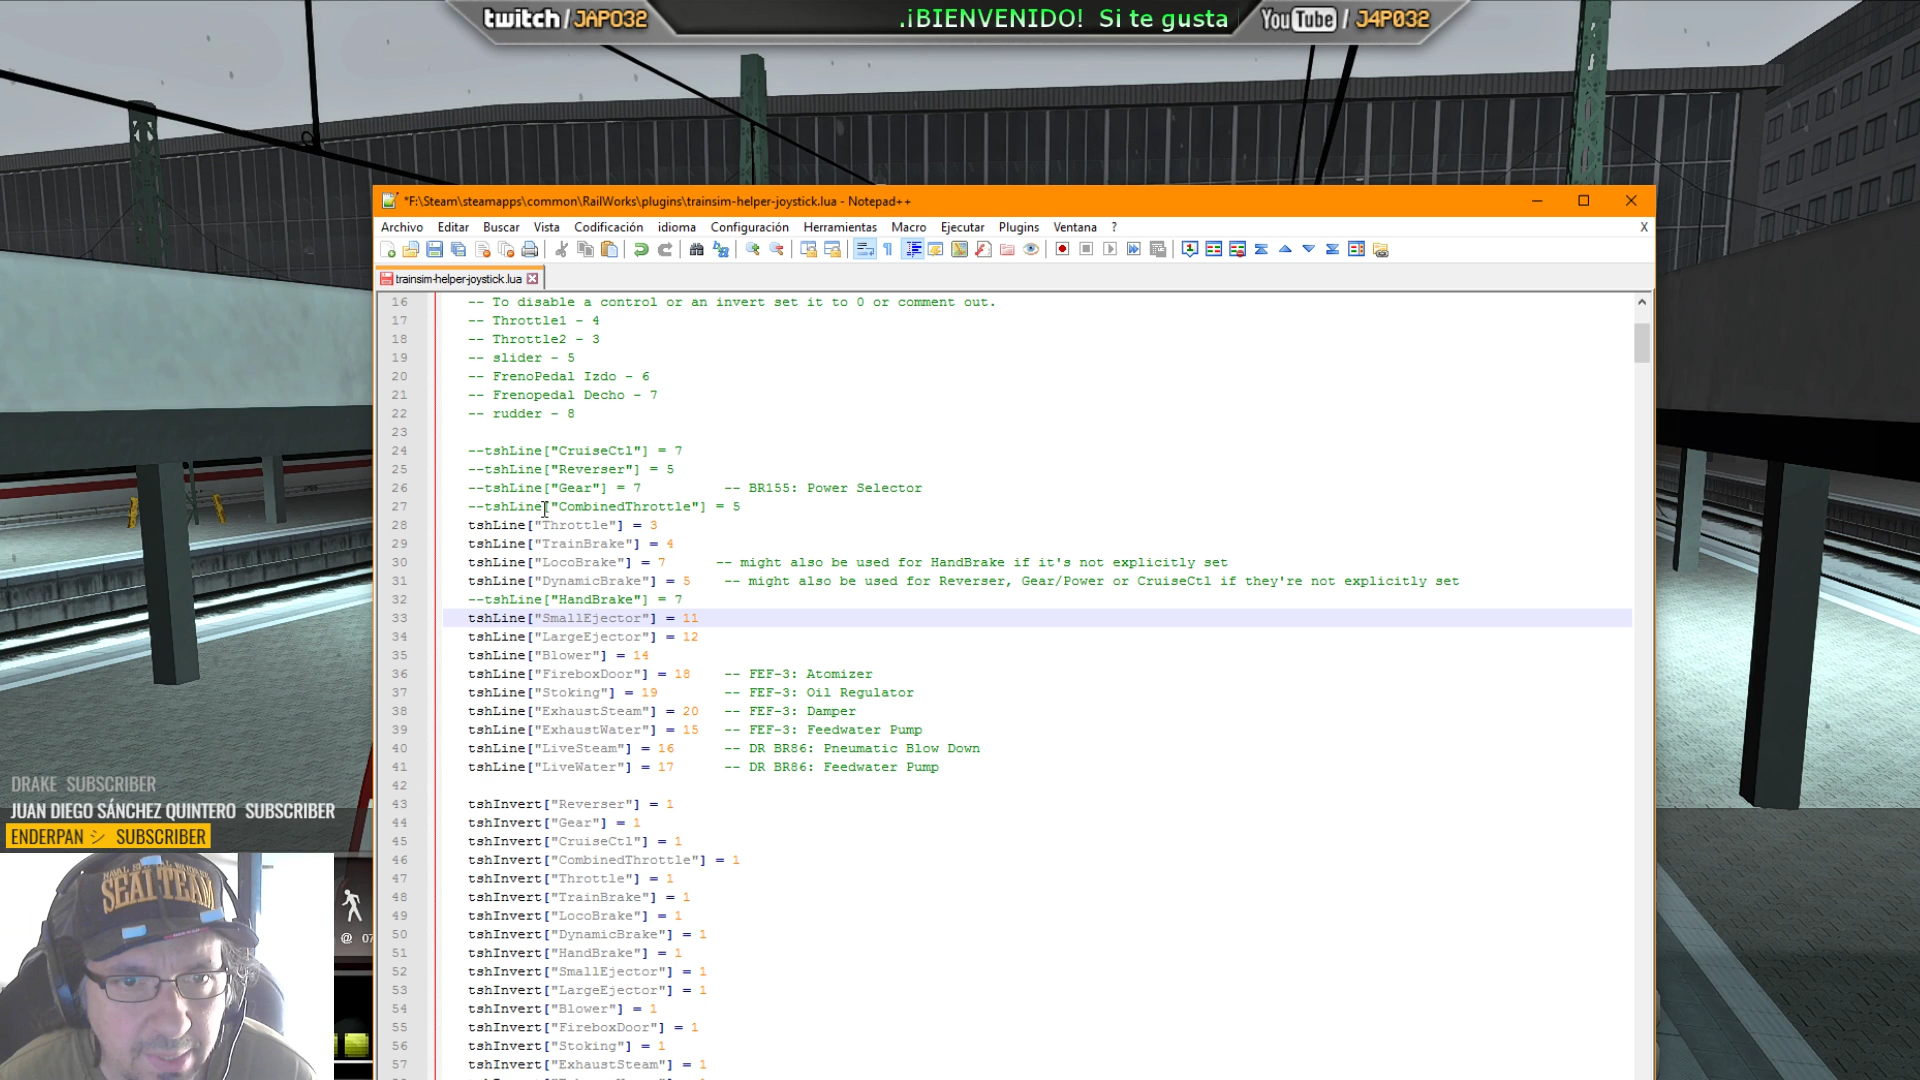 twitch/JAP032
.¡BIENVENIDO! Si te gusta
YouTube / J4P032
*F:\Steam\steamapps\common\RailWorks\plugins\trainsim-helper-joystick.lua - Notepad++
Archivo Editar Buscar Vista Codificación idioma Configuración Herramientas Macro Ejecutar Plugins Ventana ? X
trainsim-helper-joystick.lua
16 -- To disable a control or an invert set it to 0 or comment out.
17 -- Throttle1 - 4
18 -- Throttle2 - 3
19 -- slider - 5
20 -- FrenoPedal Izdo - 6
21 -- Frenopedal Decho - 7
22 -- rudder - 8
23
24 --tshLine["CruiseCtl"] = 7
25 --tshLine["Reverser"] = 5
26 --tshLine["Gear"] = 7 -- BR155: Power Selector
27 --tshLine["CombinedThrottle"] = 5
28 tshLine["Throttle"] = 3
29 tshLine["TrainBrake"] = 4
30 tshLine["LocoBrake"] = 7 -- might also be used for HandBrake if it's not explicitly set
31 tshLine["DynamicBrake"] = 5 -- might also be used for Reverser, Gear/Power or CruiseCtl if they're not explicitly set
32 --tshLine["HandBrake"] = 7
33 tshLine["SmallEjector"] = 11
34 tshLine["LargeEjector"] = 12
35 tshLine["Blower"] = 14
36 tshLine["FireboxDoor"] = 18 -- FEF-3: Atomizer
37 tshLine["Stoking"] = 19 -- FEF-3: Oil Regulator
38 tshLine["ExhaustSteam"] = 20 -- FEF-3: Damper
39 tshLine["ExhaustWater"] = 15 -- FEF-3: Feedwater Pump
40 tshLine["LiveSteam"] = 16 -- DR BR86: Pneumatic Blow Down
41 tshLine["LiveWater"] = 17 -- DR BR86: Feedwater Pump
42
43 tshInvert["Reverser"] = 1
44 tshInvert["Gear"] = 1
45 tshInvert["CruiseCtl"] = 1
46 tshInvert["CombinedThrottle"] = 1
47 tshInvert["Throttle"] = 1
48 tshInvert["TrainBrake"] = 1
49 tshInvert["LocoBrake"] = 1
50 tshInvert["DynamicBrake"] = 1
51 tshInvert["HandBrake"] = 1
52 tshInvert["SmallEjector"] = 1
53 tshInvert["LargeEjector"] = 1
54 tshInvert["Blower"] = 1
55 tshInvert["FireboxDoor"] = 1
56 tshInvert["Stoking"] = 1
57 tshInvert["ExhaustSteam"] = 1
DRAKE SUBSCRIBER
JUAN DIEGO SÁNCHEZ QUINTERO SUBSCRIBER
ENDERPAN シ SUBSCRIBER
SEAL TEAM
@ 07